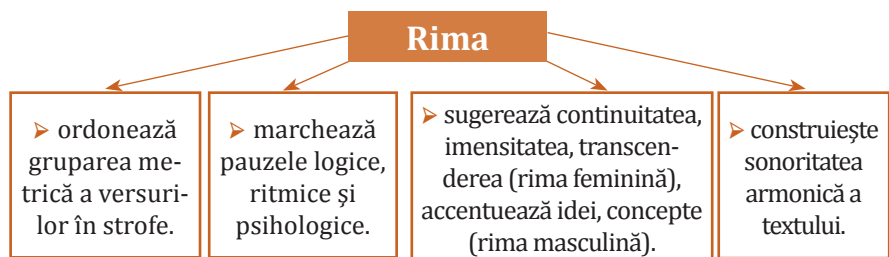 Rima
➢ ordonează
gruparea me-
trică a versuri-
lor în strofe.
➢ marchează
pauzele logice,
ritmice și
psihologice.
➢ sugerează continuitatea,
imensitatea, transcen-
derea (rima feminină),
accentuează idei, concepte
(rima masculină).
➢ construiește
sonoritatea
armonică a
textului.